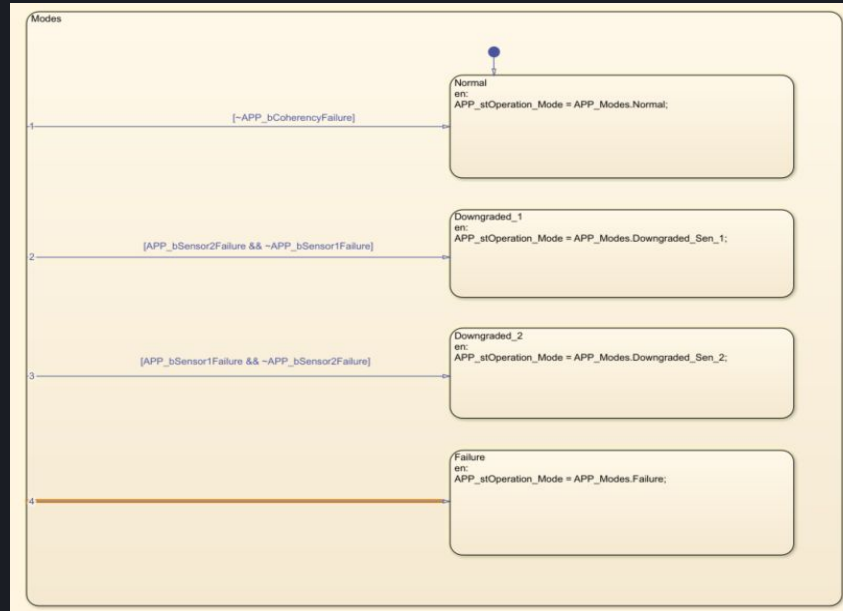 Modes
Normal
en:
APP_stOperation_Mode = APP_Modes.Normal;
[~APP_bCoherencyFailure]
1
Downgraded_1
en:
APP_stOperation_Mode = APP_Modes.Downgraded_Sen_1;
[APP_bSensor2Failure && ~APP_bSensor1Failure]
2
Downgraded_2
en:
APP_stOperation_Mode = APP_Modes.Downgraded_Sen_2;
[APP_bSensor1Failure && ~APP_bSensor2Failure]
3
Failure
en:
APP_stOperation_Mode = APP_Modes.Failure;
4